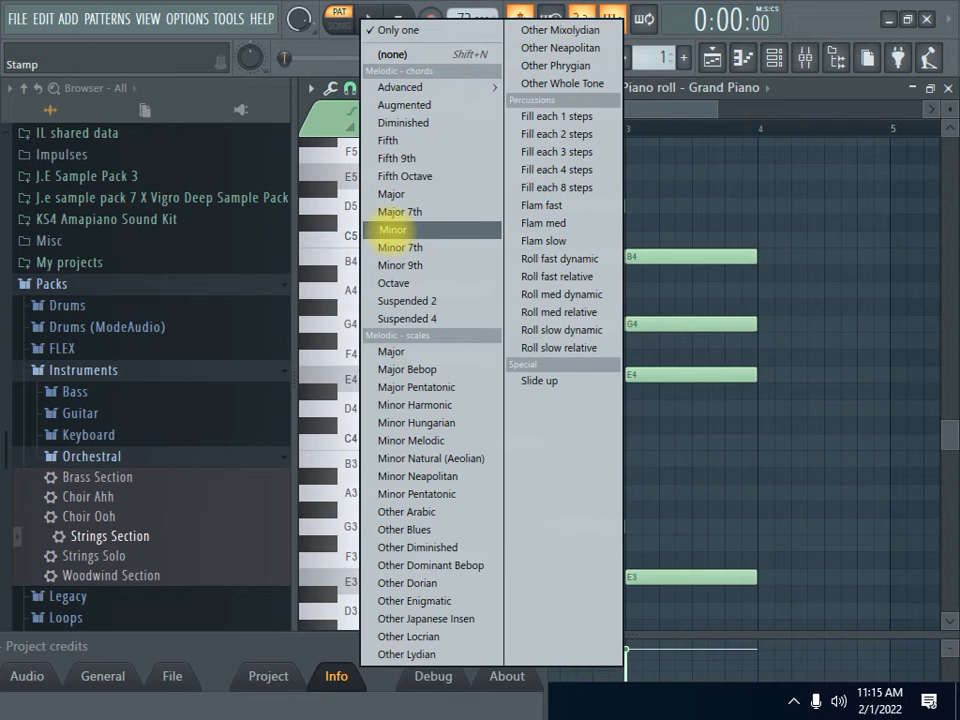 FILE EDIT ADD PATTERNS VIEW OPTIONS TOOLS HELP
PAT
SONG
0:00:00
M:S:CS
Stamp
1
Browser - All
Piano roll - Grand Piano
IL shared data
Impulses
J.E Sample Pack 3
J.e sample pack 7 X Vigro Deep Sample Pack
KS4 Amapiano Sound Kit
Misc
My projects
Packs
Drums
Drums (ModeAudio)
FLEX
Instruments
Bass
Guitar
Keyboard
Orchestral
Brass Section
Choir Ahh
Choir Ooh
Strings Section
Strings Solo
Woodwind Section
Legacy
Loops
Project credits
Audio
General
File
Project
Info
Debug
About
F5
E5
D5
C5
B4
A4
G4
F4
E4
D4
C4
B3
A3
G3
F3
E3
D3
Only one
(none) Shift+N
Melodic - chords
Advanced
Augmented
Diminished
Fifth
Fifth 9th
Fifth Octave
Major
Major 7th
Minor
Minor 7th
Minor 9th
Octave
Suspended 2
Suspended 4
Melodic - scales
Major
Major Bebop
Major Pentatonic
Minor Harmonic
Minor Hungarian
Minor Melodic
Minor Natural (Aeolian)
Minor Neapolitan
Minor Pentatonic
Other Arabic
Other Blues
Other Diminished
Other Dominant Bebop
Other Dorian
Other Enigmatic
Other Japanese Insen
Other Locrian
Other Lydian
Other Mixolydian
Other Neapolitan
Other Phrygian
Other Whole Tone
Percussions
Fill each 1 steps
Fill each 2 steps
Fill each 3 steps
Fill each 4 steps
Fill each 8 steps
Flam fast
Flam med
Flam slow
Roll fast dynamic
Roll fast relative
Roll med dynamic
Roll med relative
Roll slow dynamic
Roll slow relative
Special
Slide up
3
4
5
B4
G4
E4
E3
11:15 AM
2/1/2022